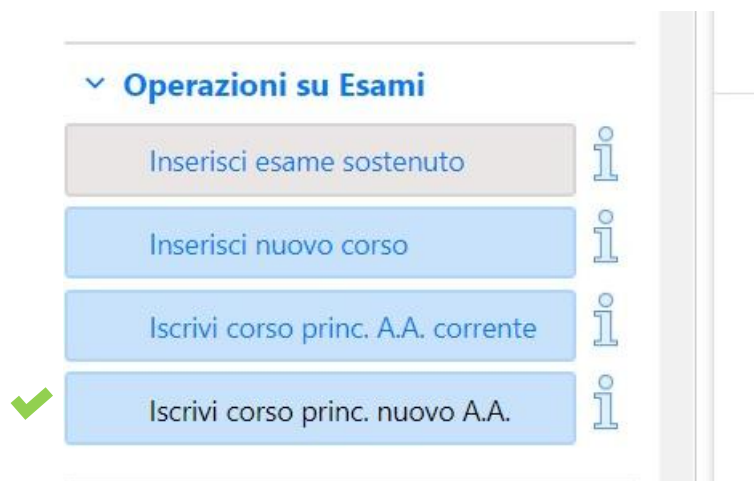 Operazioni su Esami
Inserisci esame sostenuto
Inserisci nuovo corso
Iscrivi corso princ. A.A. corrente
Iscrivi corso princ. nuovo A.A.